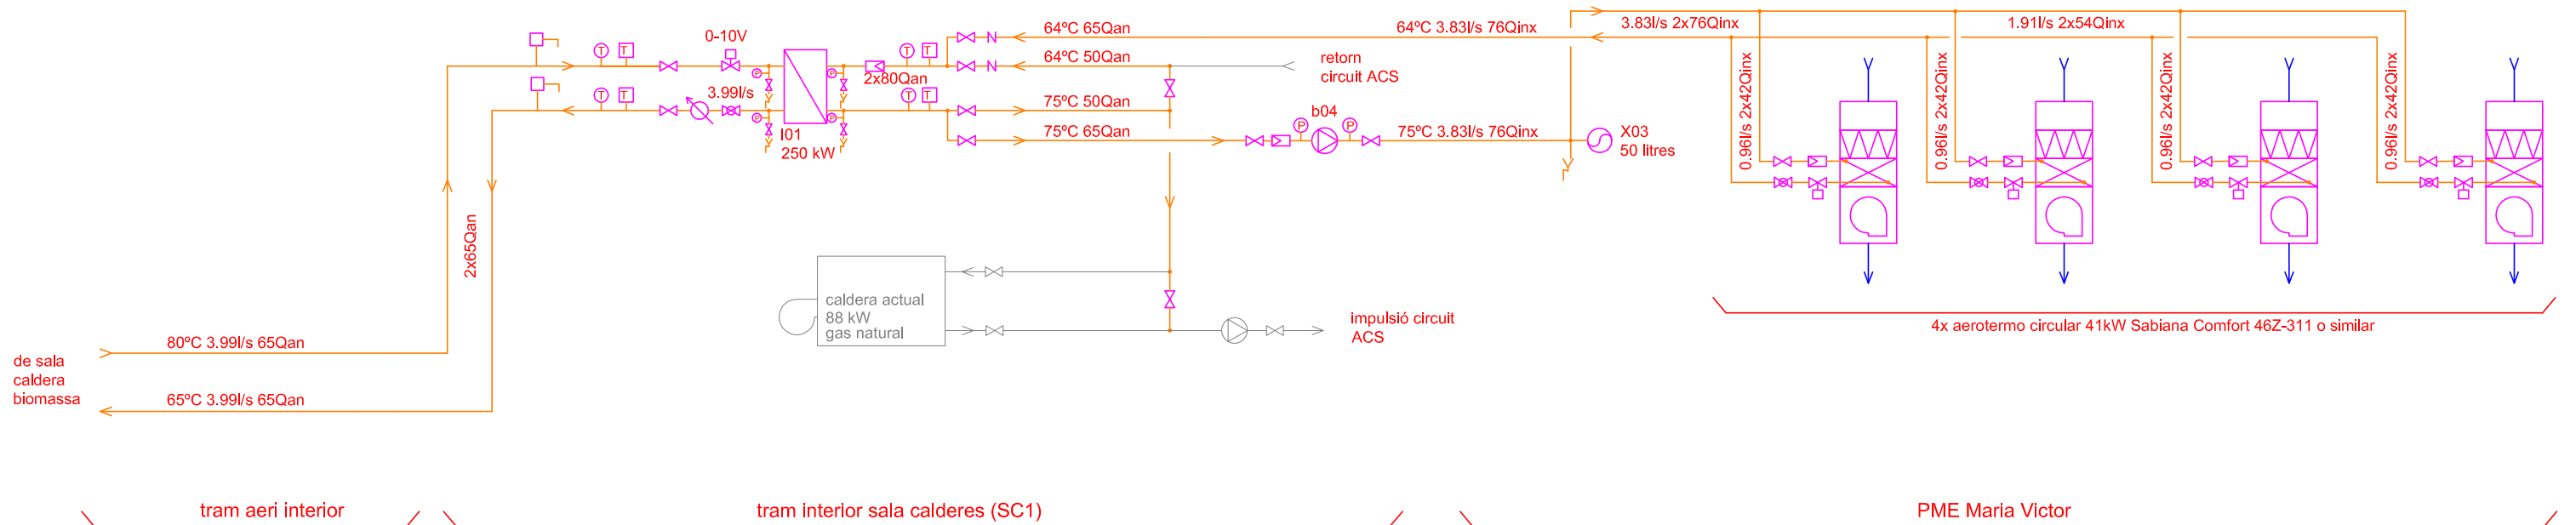 0-10V
64ºC 65Qan
64ºC 3.83l/s 76Qinx
3.83l/s 2x76Qinx
1.91l/s 2x54Qinx
T
T
T
T
64ºC 50Qan
retorn
circuit ACS
P
P
2x80Qan
T
T
3.99l/s
T
T
75ºC 50Qan
P
P
I01
250 kW
75ºC 65Qan
P
b04
P
75ºC 3.83l/s 76Qinx
X03
50 litres
0.96l/s 2x42Qinx
0.96l/s 2x42Qinx
0.96l/s 2x42Qinx
0.96l/s 2x42Qinx
2x65Qan
caldera actual
88 kW
gas natural
impulsió circuit
ACS
4x aerotermo circular 41kW Sabiana Comfort 46Z-311 o similar
de sala
caldera
biomassa
80ºC 3.99l/s 65Qan
65ºC 3.99l/s 65Qan
tram aeri interior
tram interior sala calderes (SC1)
PME Maria Victor